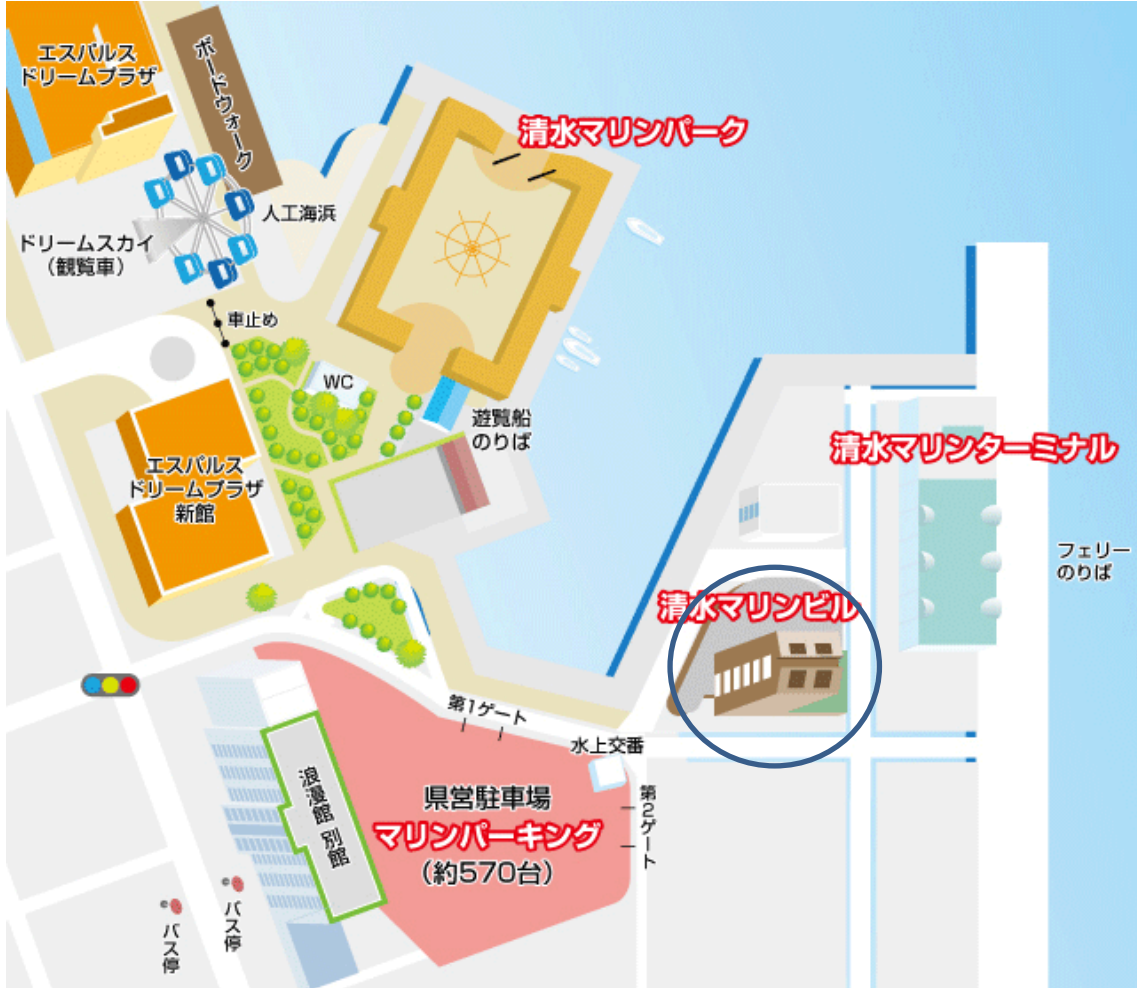 エスパルス
ドリームプラザ
ボードウォーク
清水マリンパーク
人工海浜
ドリームスカイ
（観覧車）
車止め
WC
遊覧船
のりば
清水マリンターミナル
エスパルス
ドリームプラザ
新館
フェリー
のりば
清水マリンビル
第1ゲート
水上交番
浪漫館 別館
県営駐車場
マリンパーキング
（約570台）
第2ゲート
バス停
バス停